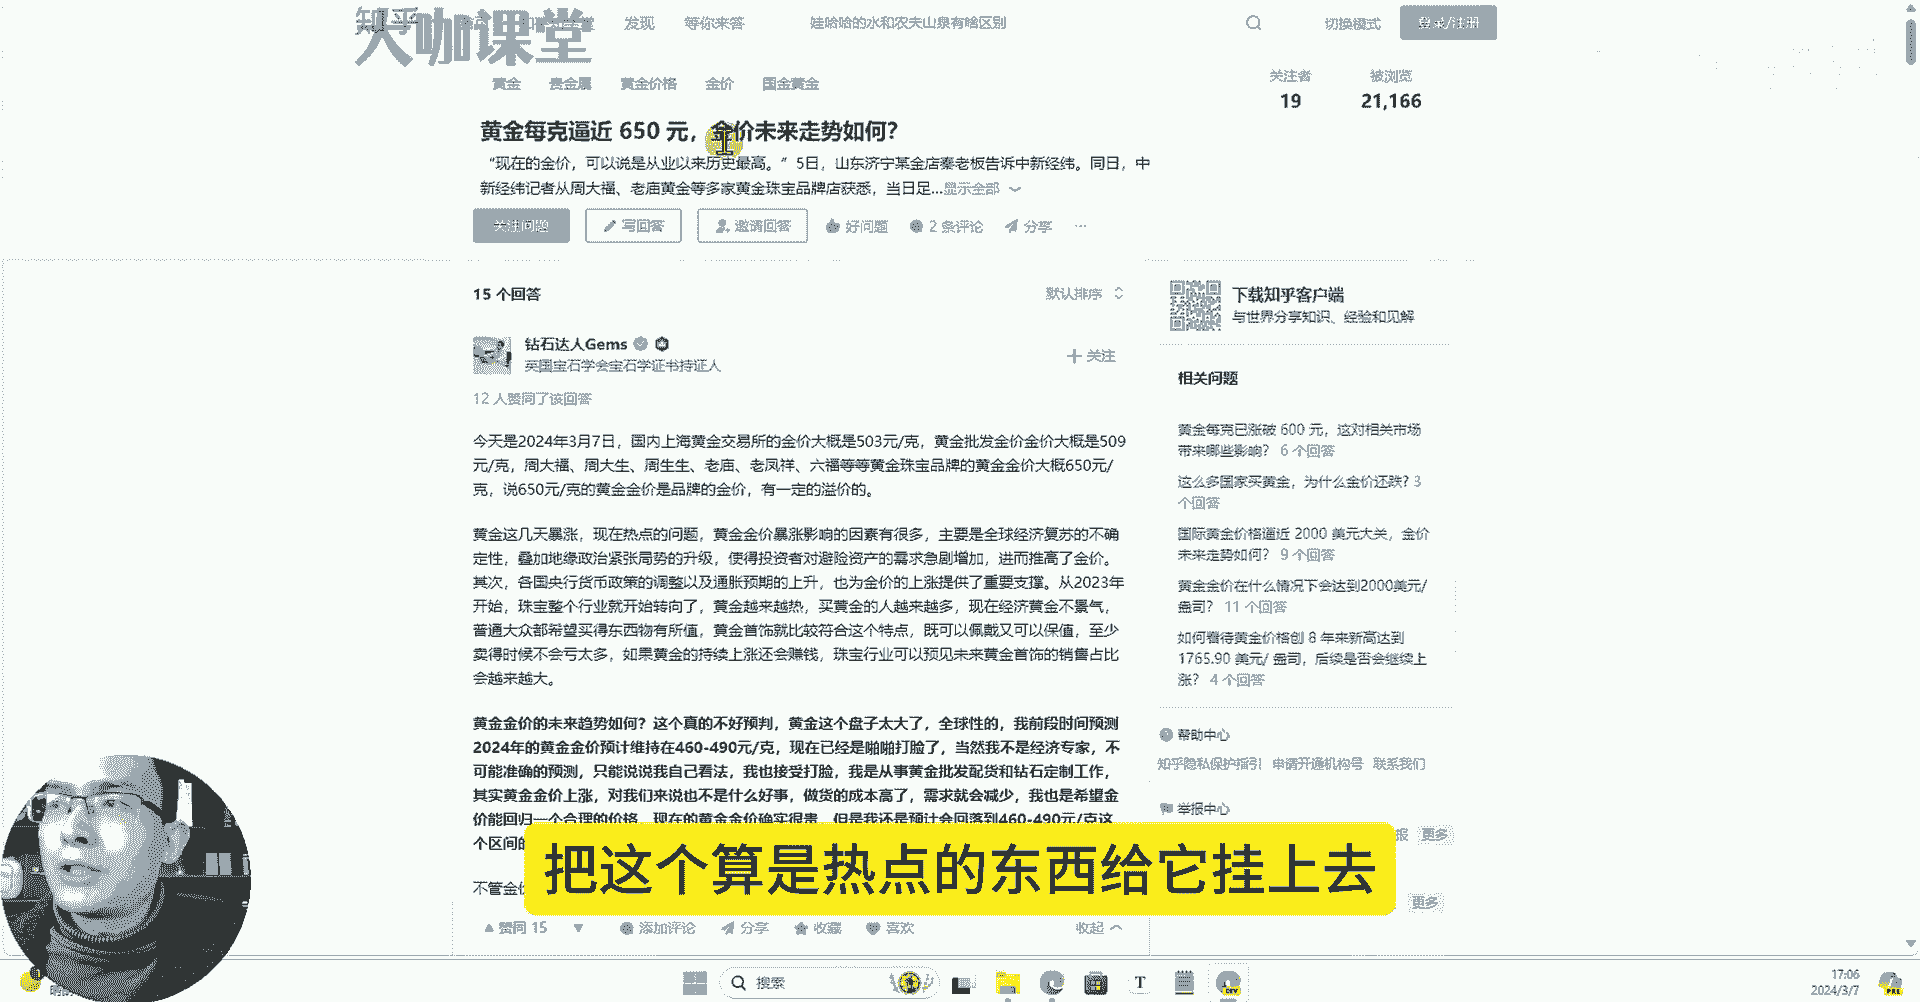 知乎
大咖课堂
发现
等你来答
娃哈哈的水和农夫山泉有啥区别
切换模式
登录/注册
黄金
贵金属
黄金价格
金价
国金黄金
关注者
被浏览
19
21,166
黄金每克逼近 650 元，金价未来走势如何？
“现在的金价，可以说是从业以来历史最高。”5日，山东济宁某金店秦老板告诉中新经纬。同日，中
新经纬记者从周大福、老庙黄金等多家黄金珠宝品牌店获悉，当日足...显示全部
关注问题
写回答
邀请回答
好问题
2 条评论
分享
15 个回答
默认排序
钻石达人Gems
英国宝石学会宝石学证书持证人
关注
12 人赞同了该回答
今天是2024年3月7日，国内上海黄金交易所的金价大概是503元/克，黄金批发金价金价大概是509
元/克，周大福、周大生、周生生、老庙、老凤祥、六福等等黄金珠宝品牌的黄金金价大概650元/
克，说650元/克的黄金金价是品牌的金价，有一定的溢价的。
黄金这几天暴涨，现在热点的问题，黄金金价暴涨影响的因素有很多，主要是全球经济复苏的不确
定性，叠加地缘政治紧张局势的升级，使得投资者对避险资产的需求急剧增加，进而推高了金价。
其次，各国央行货币政策的调整以及通胀预期的上升，也为金价的上涨提供了重要支撑。从2023年
开始，珠宝整个行业就开始转向了，黄金越来越热，买黄金的人越来越多，现在经济黄金不景气，
普通大众都希望买得东西物有所值，黄金首饰就比较符合这个特点，既可以佩戴又可以保值，至少
卖得时候不会亏太多，如果黄金的持续上涨还会赚钱，珠宝行业可以预见未来黄金首饰的销售占比
会越来越大。
黄金金价的未来趋势如何？这个真的不好预判，黄金这个盘子太大了，全球性的，我前段时间预测
2024年的黄金金价预计维持在460-490元/克，现在已经是啪啪打脸了，当然我不是经济专家，不
可能准确的预测，只能说说我自己看法，我也接受打脸，我是从事黄金批发配货和钻石定制工作，
其实黄金金价上涨，对我们来说也不是什么好事，做货的成本高了，需求就会减少，我也是希望金
价能回归一个合理的价格，现在的黄金金价确实很贵，但是我还是预计会回落到460-490元/克这
个区间的
不管金
赞同 15
添加评论
分享
收藏
喜欢
收起
下载知乎客户端
与世界分享知识、经验和见解
相关问题
黄金每克已涨破 600 元，这对相关市场
带来哪些影响？ 6 个回答
这么多国家买黄金，为什么金价还跌? 3
个回答
国际黄金价格逼近 2000 美元大关，金价
未来走势如何？ 9 个回答
黄金金价在什么情况下会达到2000美元/
盎司？ 11 个回答
如何看待黄金价格创 8 年来新高达到
1765.90 美元/ 盎司，后续是否会继续上
涨？ 4 个回答
帮助中心
知乎隐私保护指引 申请开通机构号 联系我们
举报中心
报 更多
更多
把这个算是热点的东西给它挂上去
搜索
T
DEV
17:06
2024/3/7
PRE